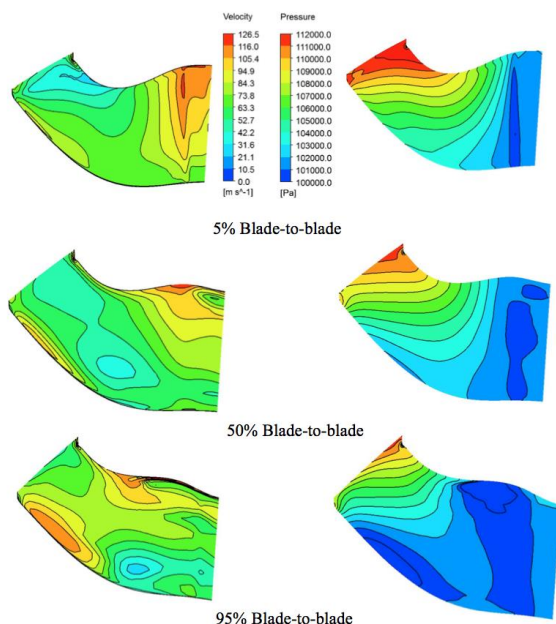 Velocity Pressure
126.5 112000.0
116.0 111000.0
105.4 110000.0
94.9 109000.0
84.3 108000.0
73.8 107000.0
63.3 106000.0
52.7 105000.0
42.2 104000.0
31.6 103000.0
21.1 102000.0
10.5 101000.0
0.0 100000.0
[m s^-1] [Pa]
5% Blade-to-blade
50% Blade-to-blade
95% Blade-to-blade